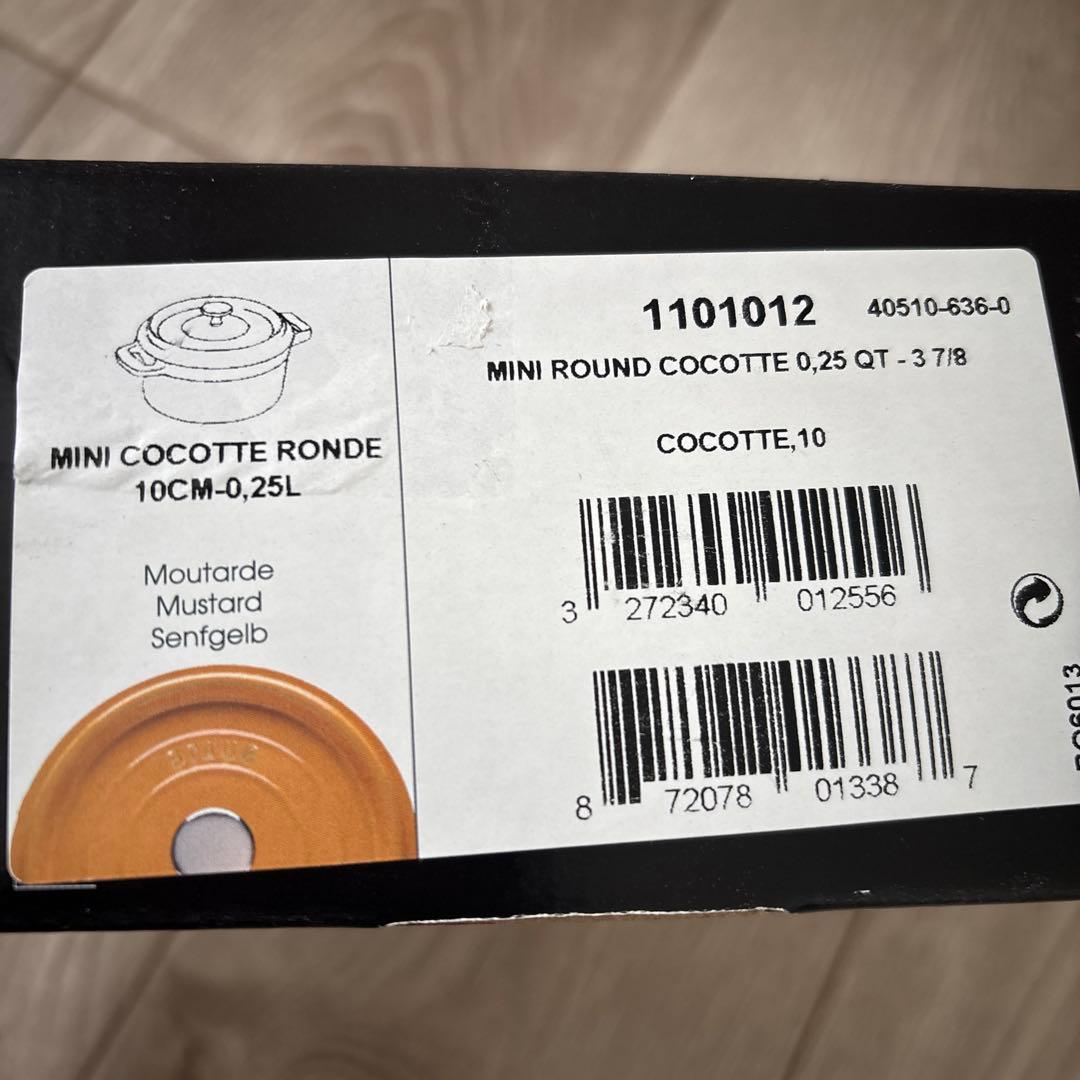 MINI COCOTTE RONDE
10CM-0,25L
Moutarde
Mustard
Senfgelb
STAUB
1101012 40510-636-0
MINI ROUND COCOTTE 0,25 QT - 3 7/8
COCOTTE,10
3 272340 012556
8 72078 01338 7